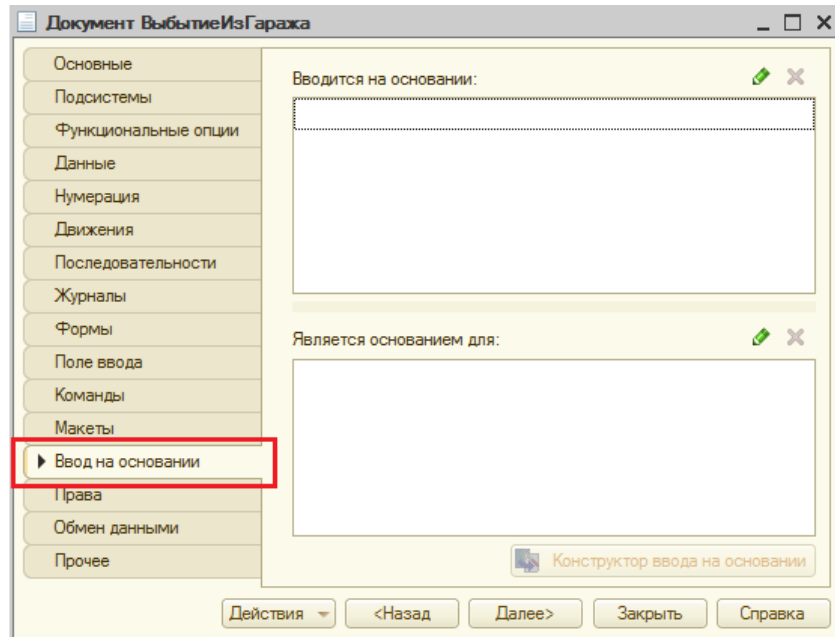 Документ ВыбытиеИзГаража
Основные
Подсистемы
Функциональные опции
Данные
Нумерация
Движения
Последовательности
Журналы
Формы
Поле ввода
Команды
Макеты
Ввод на основании
Права
Обмен данными
Прочее
Вводится на основании:
Является основанием для:
Конструктор ввода на основании
Действия
<Назад
Далее>
Закрыть
Справка